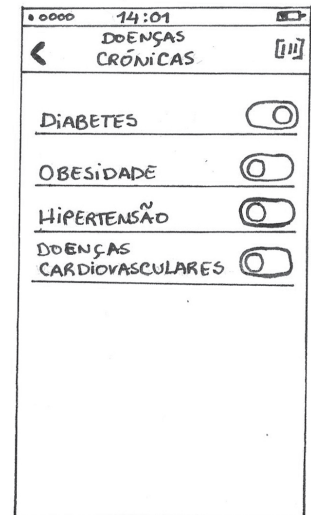 14:01
DOENÇAS
CRÓNICAS
DIABETES
OBESIDADE
HIPERTENSÃO
DOENÇAS
CARDIOVASCULARES